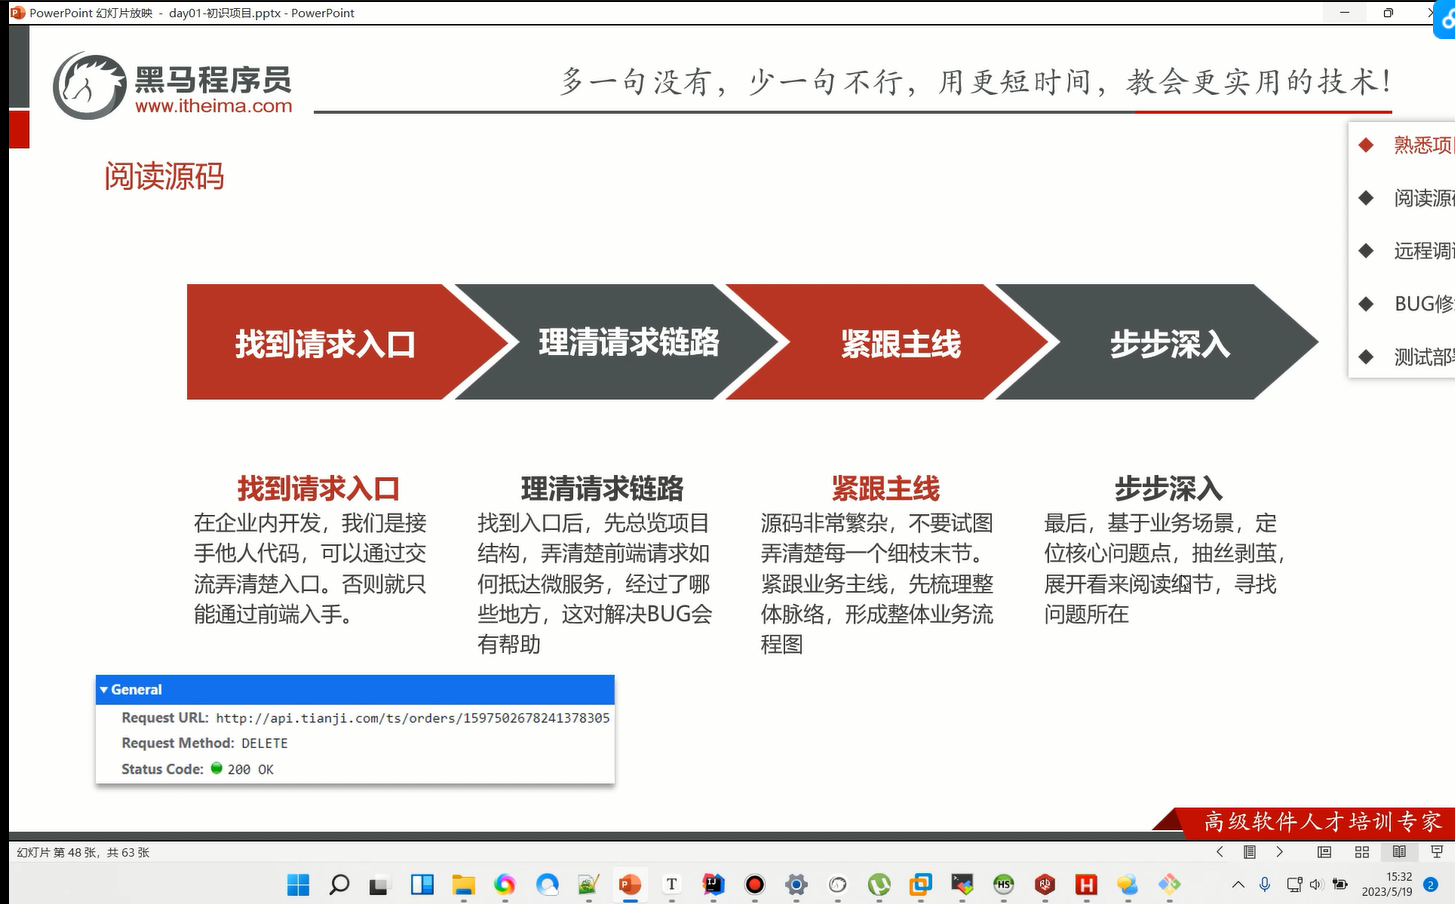 PowerPoint 幻灯片放映 - day01-初识项目.pptx - PowerPoint
黑马程序员
www.itheima.com
多一句没有，少一句不行，用更短时间，教会更实用的技术！
阅读源码
熟悉项
阅读源
远程调
BUG修
测试部
找到请求入口
理清请求链路
紧跟主线
步步深入
找到请求入口
在企业内开发，我们是接
手他人代码，可以通过交
流弄清楚入口。否则就只
能通过前端入手。
理清请求链路
找到入口后，先总览项目
结构，弄清楚前端请求如
何抵达微服务，经过了哪
些地方，这对解决BUG会
有帮助
紧跟主线
源码非常繁杂，不要试图
弄清楚每一个细枝末节。
紧跟业务主线，先梳理整
体脉络，形成整体业务流
程图
步步深入
最后，基于业务场景，定
位核心问题点，抽丝剥茧，
展开看来阅读细节，寻找
问题所在
General
Request URL: http://api.tianji.com/ts/orders/1597502678241378305
Request Method: DELETE
Status Code: 200 OK
高级软件人才培训专家
幻灯片 第 48 张，共 63 张
15:32
2023/5/19
2